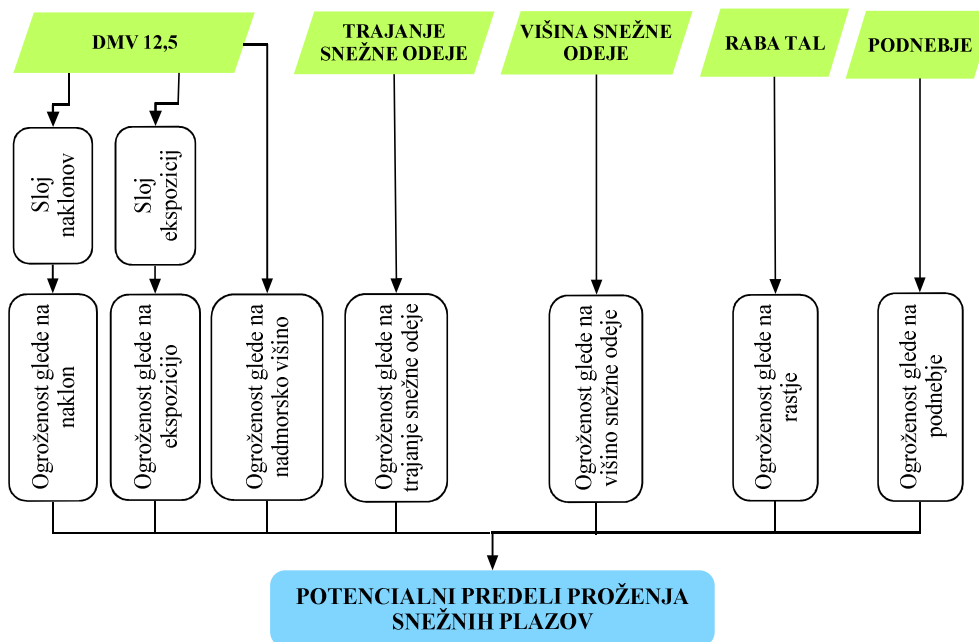 DMV 12,5
TRAJANJE
SNEŽNE ODEJE
VIŠINA SNEŽNE
ODEJE
RABA TAL
PODNEBJE
Sloj
naklonov
Sloj
ekspozicij
Ogroženost glede na
naklon
Ogroženost glede na
ekspozicijo
Ogroženost glede na
nadmorsko višino
Ogroženost glede na
trajanje snežne odeje
Ogroženost glede na
višino snežne odeje
Ogroženost glede na
rastje
Ogroženost glede na
podnebje
POTENCIALNI PREDELI PROŽENJA
SNEŽNIH PLAZOV